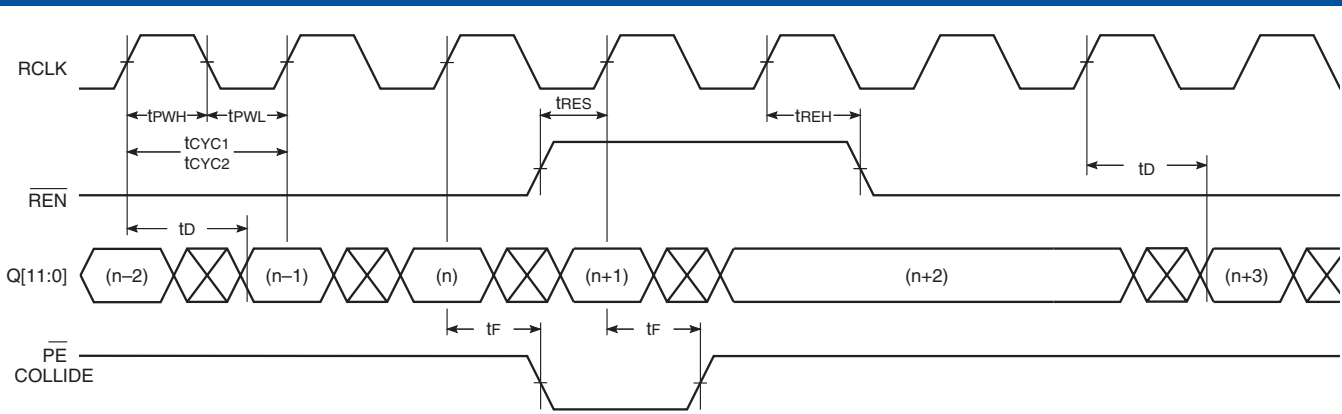 RCLK
tPWH
tPWL
tRES
tREH
tCYC1
tCYC2
tD
REN
tD
Q[11:0]
(n–2)
(n–1)
(n)
(n+1)
(n+2)
(n+3)
tF
tF
PE
COLLIDE